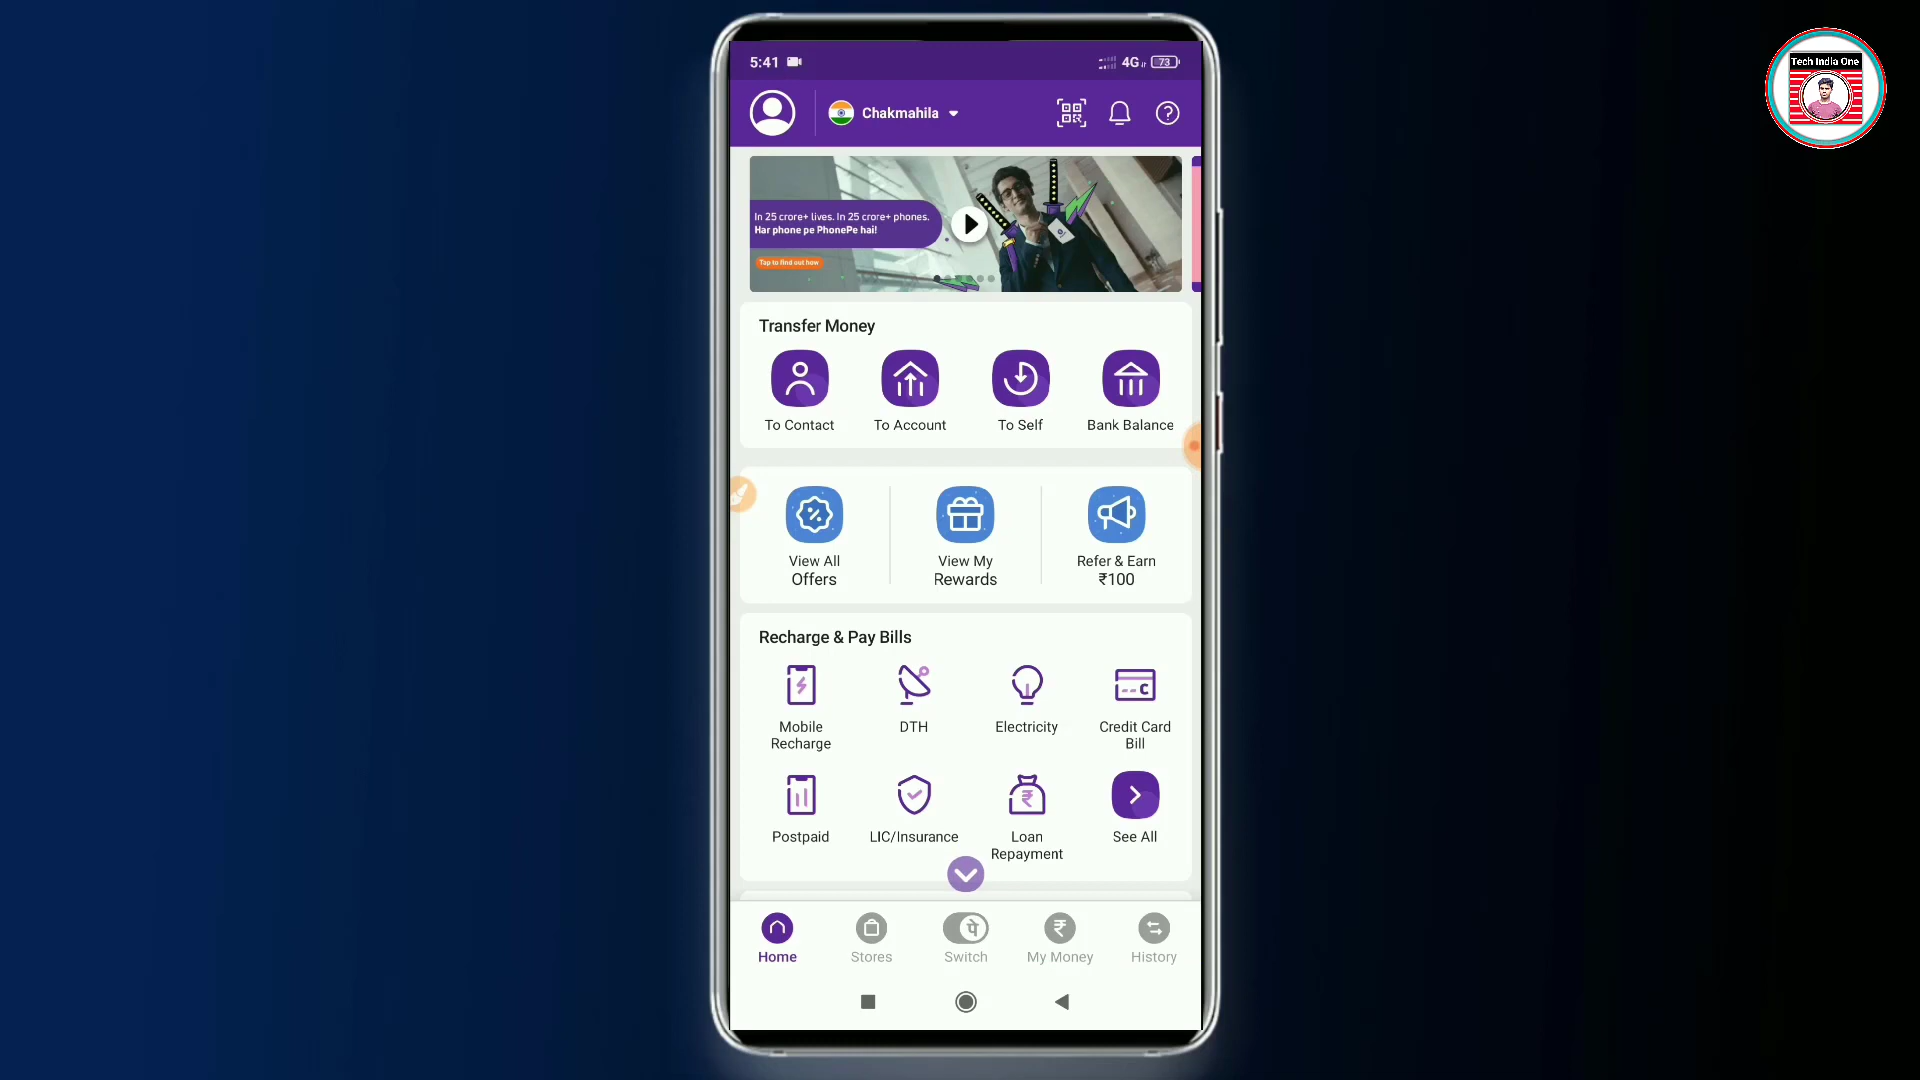 Tech India One
5:41
4G
73
Chakmahila
In 25 crore+ lives. In 25 crore+ phones.
Har phone pe PhonePe hai!
Tap to find out how
Transfer Money
To Contact
To Account
To Self
Bank Balance
View All
Offers
View My
Rewards
Refer & Earn
₹100
Recharge & Pay Bills
Mobile
Recharge
DTH
Electricity
Credit Card
Bill
Postpaid
LIC/Insurance
Loan
Repayment
See All
Home
Stores
पे
Switch
My Money
History